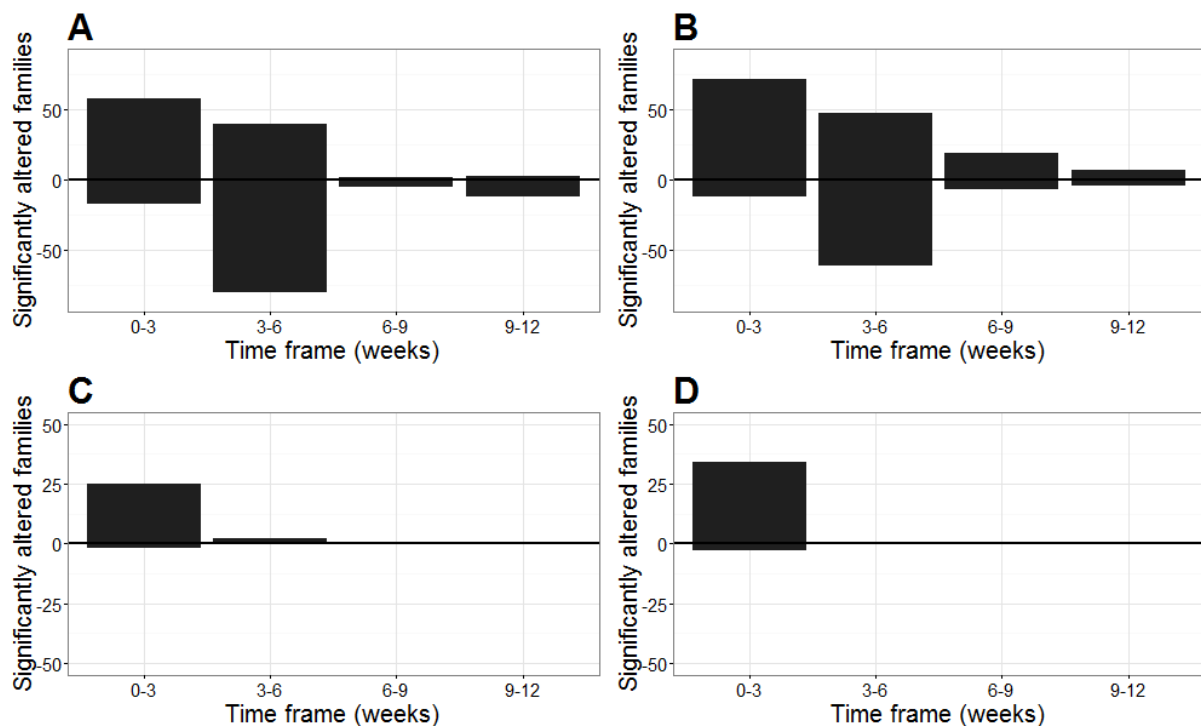 A
Significantly altered families
50
0
-50
0-3 3-6 6-9 9-12
Time frame (weeks)
B
Significantly altered families
50
0
-50
0-3 3-6 6-9 9-12
Time frame (weeks)
C
Significantly altered families
50
25
0
-25
-50
0-3 3-6 6-9 9-12
Time frame (weeks)
D
Significantly altered families
50
25
0
-25
-50
0-3 3-6 6-9 9-12
Time frame (weeks)